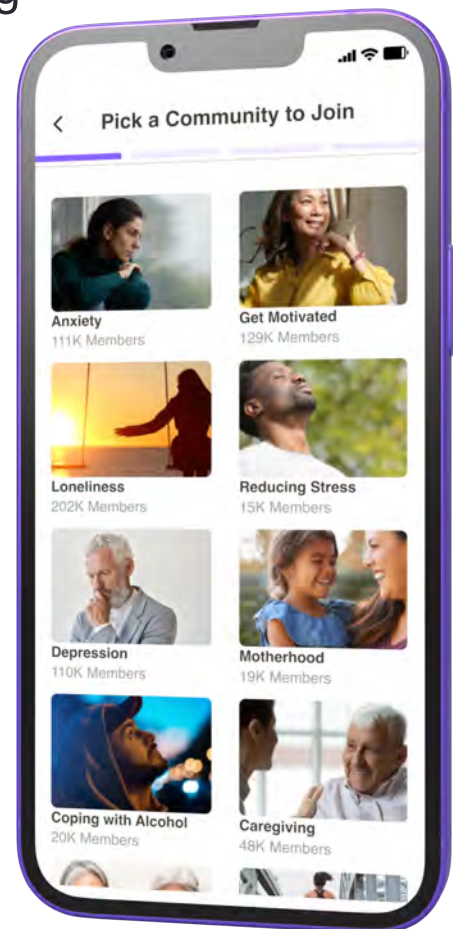 g
Pick a Community to Join
Anxiety
111K Members
Get Motivated
129K Members
Loneliness
202K Members
Reducing Stress
15K Members
Depression
110K Members
Motherhood
19K Members
Coping with Alcohol
20K Members
Caregiving
48K Members